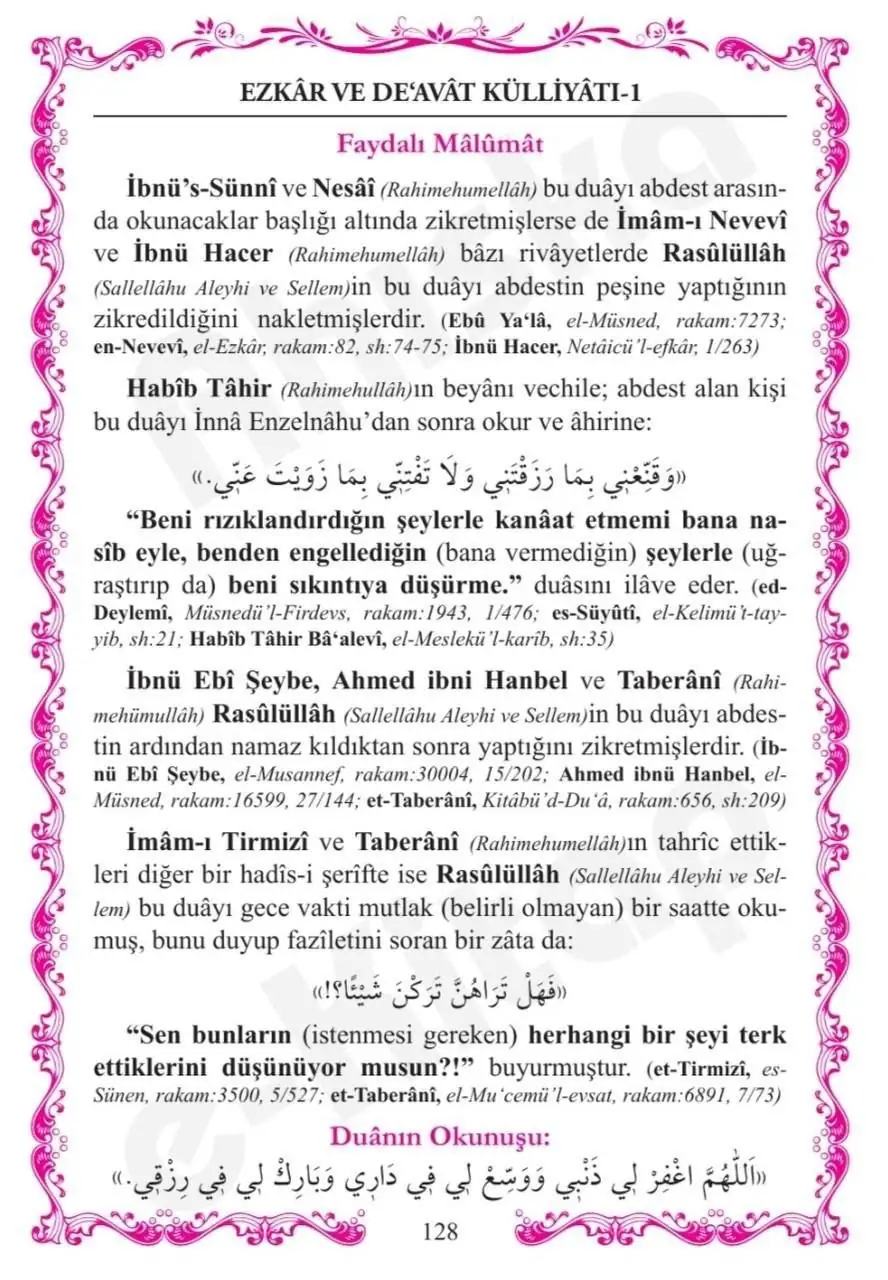 EZKÂR VE DE‘AVÂT KÜLLİYÂTI-1
Faydalı Mâlûmât
İbnü’s-Sünnî ve Nesâî (Rahimehumellâh) bu duâyı abdest arasın-
da okunacaklar başlığı altında zikretmişlerse de İmâm-ı Nevevî
ve İbnü Hacer (Rahimehumellâh) bâzı rivâyetlerde Rasûlüllâh
(Sallellâhu Aleyhi ve Sellem)in bu duâyı abdestin peşine yaptığının
zikredildiğini nakletmişlerdir. (Ebû Ya‘lâ, el-Müsned, rakam:7273;
en-Nevevî, el-Ezkâr, rakam:82, sh:74-75; İbnü Hacer, Netâicü’l-efkâr, 1/263)
Habîb Tâhir (Rahimehullâh)ın beyânı vechile; abdest alan kişi
bu duâyı İnnâ Enzelnâhu’dan sonra okur ve âhirine:
«وَقَنِّعْنِي بِمَا رَزَقْتَنِي وَلَا تَفْتِنِّي بِمَا زَوَيْتَ عَنِّي.»
“Beni rızıklandırdığın şeylerle kanâat etmemi bana na-
sîb eyle, benden engellediğin (bana vermediğin) şeylerle (uğ-
raştırıp da) beni sıkıntıya düşürme.” duâsını ilâve eder. (ed-
Deylemî, Müsnedü’l-Firdevs, rakam:1943, 1/476; es-Süyûtî, el-Kelimü’t-tay-
yib, sh:21; Habîb Tâhir Bâ‘alevî, el-Meslekü’l-karîb, sh:35)
İbnü Ebî Şeybe, Ahmed ibni Hanbel ve Taberânî (Rahi-
mehümullâh) Rasûlüllâh (Sallellâhu Aleyhi ve Sellem)in bu duâyı abdes-
tin ardından namaz kıldıktan sonra yaptığını zikretmişlerdir. (İb-
nü Ebî Şeybe, el-Musannef, rakam:30004, 15/202; Ahmed ibnü Hanbel, el-
Müsned, rakam:16599, 27/144; et-Taberânî, Kitâbü’d-Du‘â, rakam:656, sh:209)
İmâm-ı Tirmizî ve Taberânî (Rahimehumellâh)ın tahrîc ettik-
leri diğer bir hadîs-i şerîfte ise Rasûlüllâh (Sallellâhu Aleyhi ve Sel-
lem) bu duâyı gece vakti mutlak (belirli olmayan) bir saatte oku-
muş, bunu duyup fazîletini soran bir zâta da:
«فَهَلْ تَرَاهُنَّ تَرَكْنَ شَيْئًا؟!»
“Sen bunların (istenmesi gereken) herhangi bir şeyi terk
ettiklerini düşünüyor musun?!” buyurmuştur. (et-Tirmizî, es-
Sünen, rakam:3500, 5/527; et-Taberânî, el-Mu‘cemü’l-evsat, rakam:6891, 7/73)
Duânın Okunuşu:
«اَللّٰهُمَّ اغْفِرْ لِي ذَنْبِي وَوَسِّعْ لِي فِي دَارِي وَبَارِكْ لِي فِي رِزْقِي.»
128